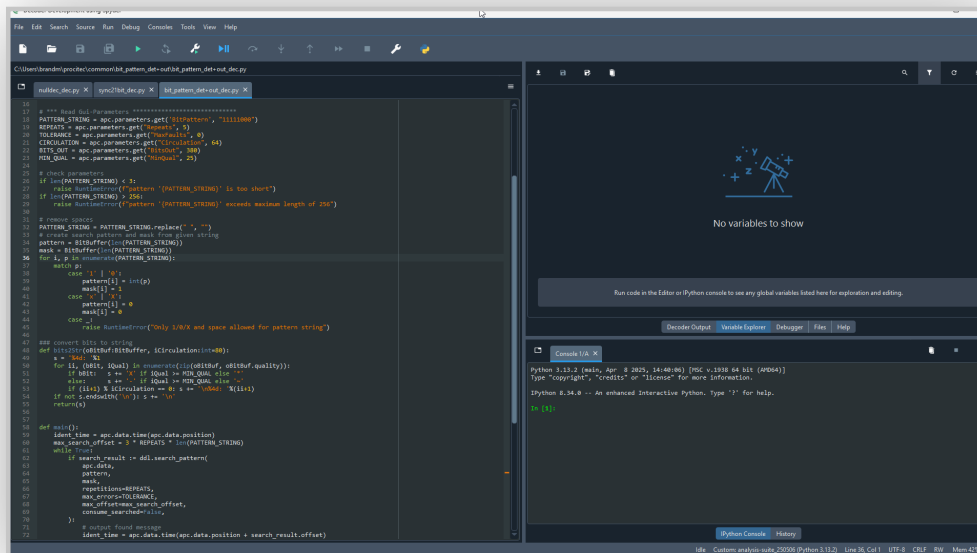 Decoder Development using Spyder
File Edit Search Source Run Debug Consoles Tools View Help
C:\Users\brandm\procitec\common\bit_pattern_det+out\bit_pattern_det+out_dec.py
nulldec_dec.py sync21bit_dec.py bit_pattern_det+out_dec.py
16
17 # *** Read Gui-Parameters ****************************
18 PATTERN_STRING = apc.parameters.get('BitPattern', "11111000")
19 REPEATS = apc.parameters.get("Repeats", 5)
20 TOLERANCE = apc.parameters.get("MaxFaults", 0)
21 CIRCULATION = apc.parameters.get("Circulation", 64)
22 BITS_OUT = apc.parameters.get("BitsOut", 300)
23 MIN_QUAL = apc.parameters.get("MinQual", 25)
24
25 # check parameters
26 if len(PATTERN_STRING) < 3:
27 raise RuntimeError(f"pattern '{PATTERN_STRING}' is too short")
28 if len(PATTERN_STRING) > 256:
29 raise RuntimeError(f"pattern '{PATTERN_STRING}' exceeds maximum length of 256")
30
31 # remove spaces
32 PATTERN_STRING = PATTERN_STRING.replace(" ", "")
33 # create search pattern and mask from given string
34 pattern = BitBuffer(len(PATTERN_STRING))
35 mask = BitBuffer(len(PATTERN_STRING))
36 for i, p in enumerate(PATTERN_STRING):
37 match p:
38 case '1' | '0':
39 pattern[i] = int(p)
40 mask[i] = 1
41 case 'x' | 'X':
42 pattern[i] = 0
43 mask[i] = 0
44 case _:
45 raise RuntimeError("Only 1/0/X and space allowed for pattern string")
46
47 ### convert bits to string
48 def bits2Str(oBitBuf:BitBuffer, iCirculation:int=80):
49 s = '%4d: '%1
50 for ii, (bBit, iQual) in enumerate(zip(oBitBuf, oBitBuf.quality)):
51 if bBit: s += 'X' if iQual >= MIN_QUAL else '*'
52 else: s += '-' if iQual >= MIN_QUAL else '~'
53 if (ii+1) % iCirculation == 0: s += '\n%4d: '%(ii+1)
54 if not s.endswith('\n'): s += '\n'
55 return(s)
56
57
58 def main():
59 ident_time = apc.data.time(apc.data.position)
60 max_search_offset = 3 * REPEATS * len(PATTERN_STRING)
61 while True:
62 if search_result := ddl.search_pattern(
63 apc.data,
64 pattern,
65 mask,
66 repetitions=REPEATS,
67 max_errors=TOLERANCE,
68 max_offset=max_search_offset,
69 consume_searched=False,
70 ):
71 # output found message
72 ident_time = apc.data.time(apc.data.position + search_result.offset)
No variables to show
Run code in the Editor or IPython console to see any global variables listed here for exploration and editing.
Decoder Output Variable Explorer Debugger Files Help
Console 1/A
Python 3.13.2 (main, Apr 8 2025, 14:40:06) [MSC v.1938 64 bit (AMD64)]
Type "copyright", "credits" or "license" for more information.
IPython 8.34.0 -- An enhanced Interactive Python. Type '?' for help.
In [1]:
IPython Console History
Idle Custom: analysis-suite_250506 (Python 3.13.2) Line 36, Col 1 UTF-8 CRLF RW